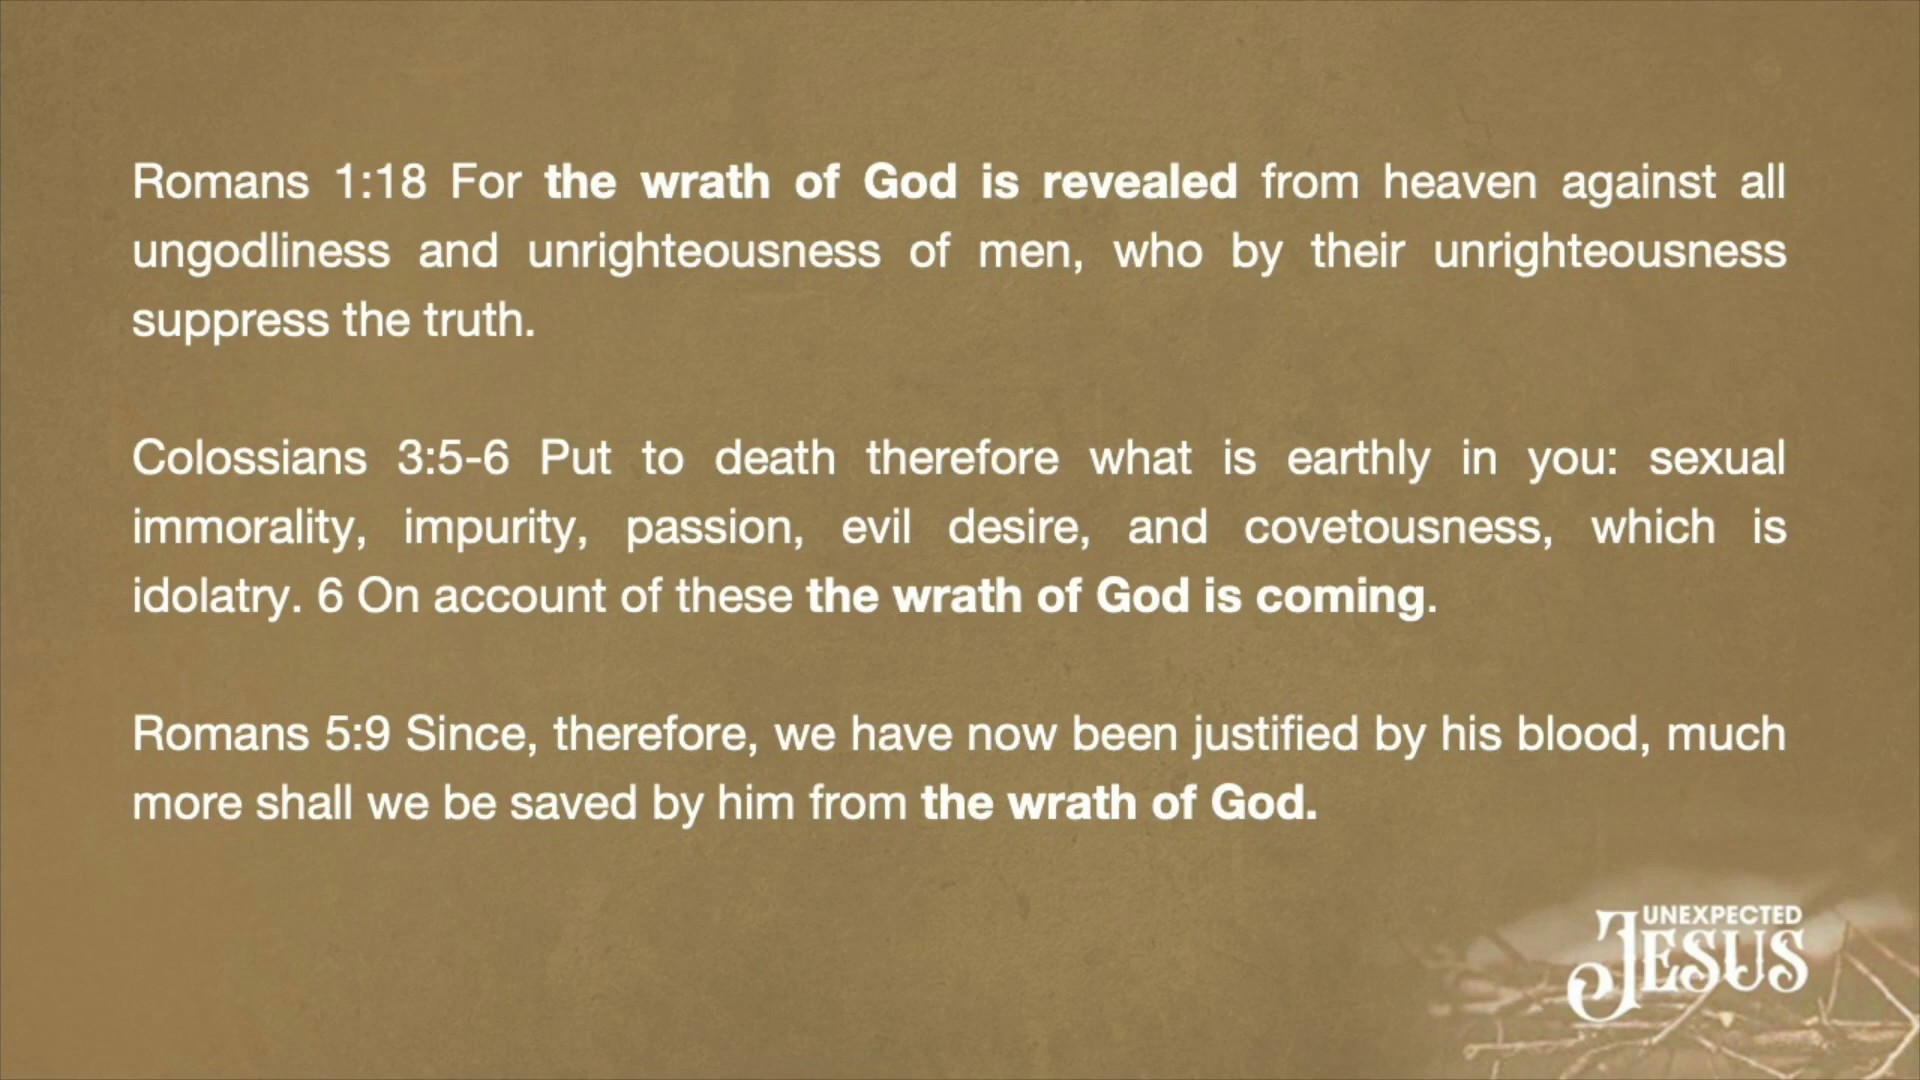 Romans 1:18 For the wrath of God is revealed from heaven against all
ungodliness and unrighteousness of men, who by their unrighteousness
suppress the truth.
Colossians 3:5-6 Put to death therefore what is earthly in you: sexual
immorality, impurity, passion, evil desire, and covetousness, which is
idolatry. 6 On account of these the wrath of God is coming.
Romans 5:9 Since, therefore, we have now been justified by his blood, much
more shall we be saved by him from the wrath of God.
UNEXPECTED
JESUS